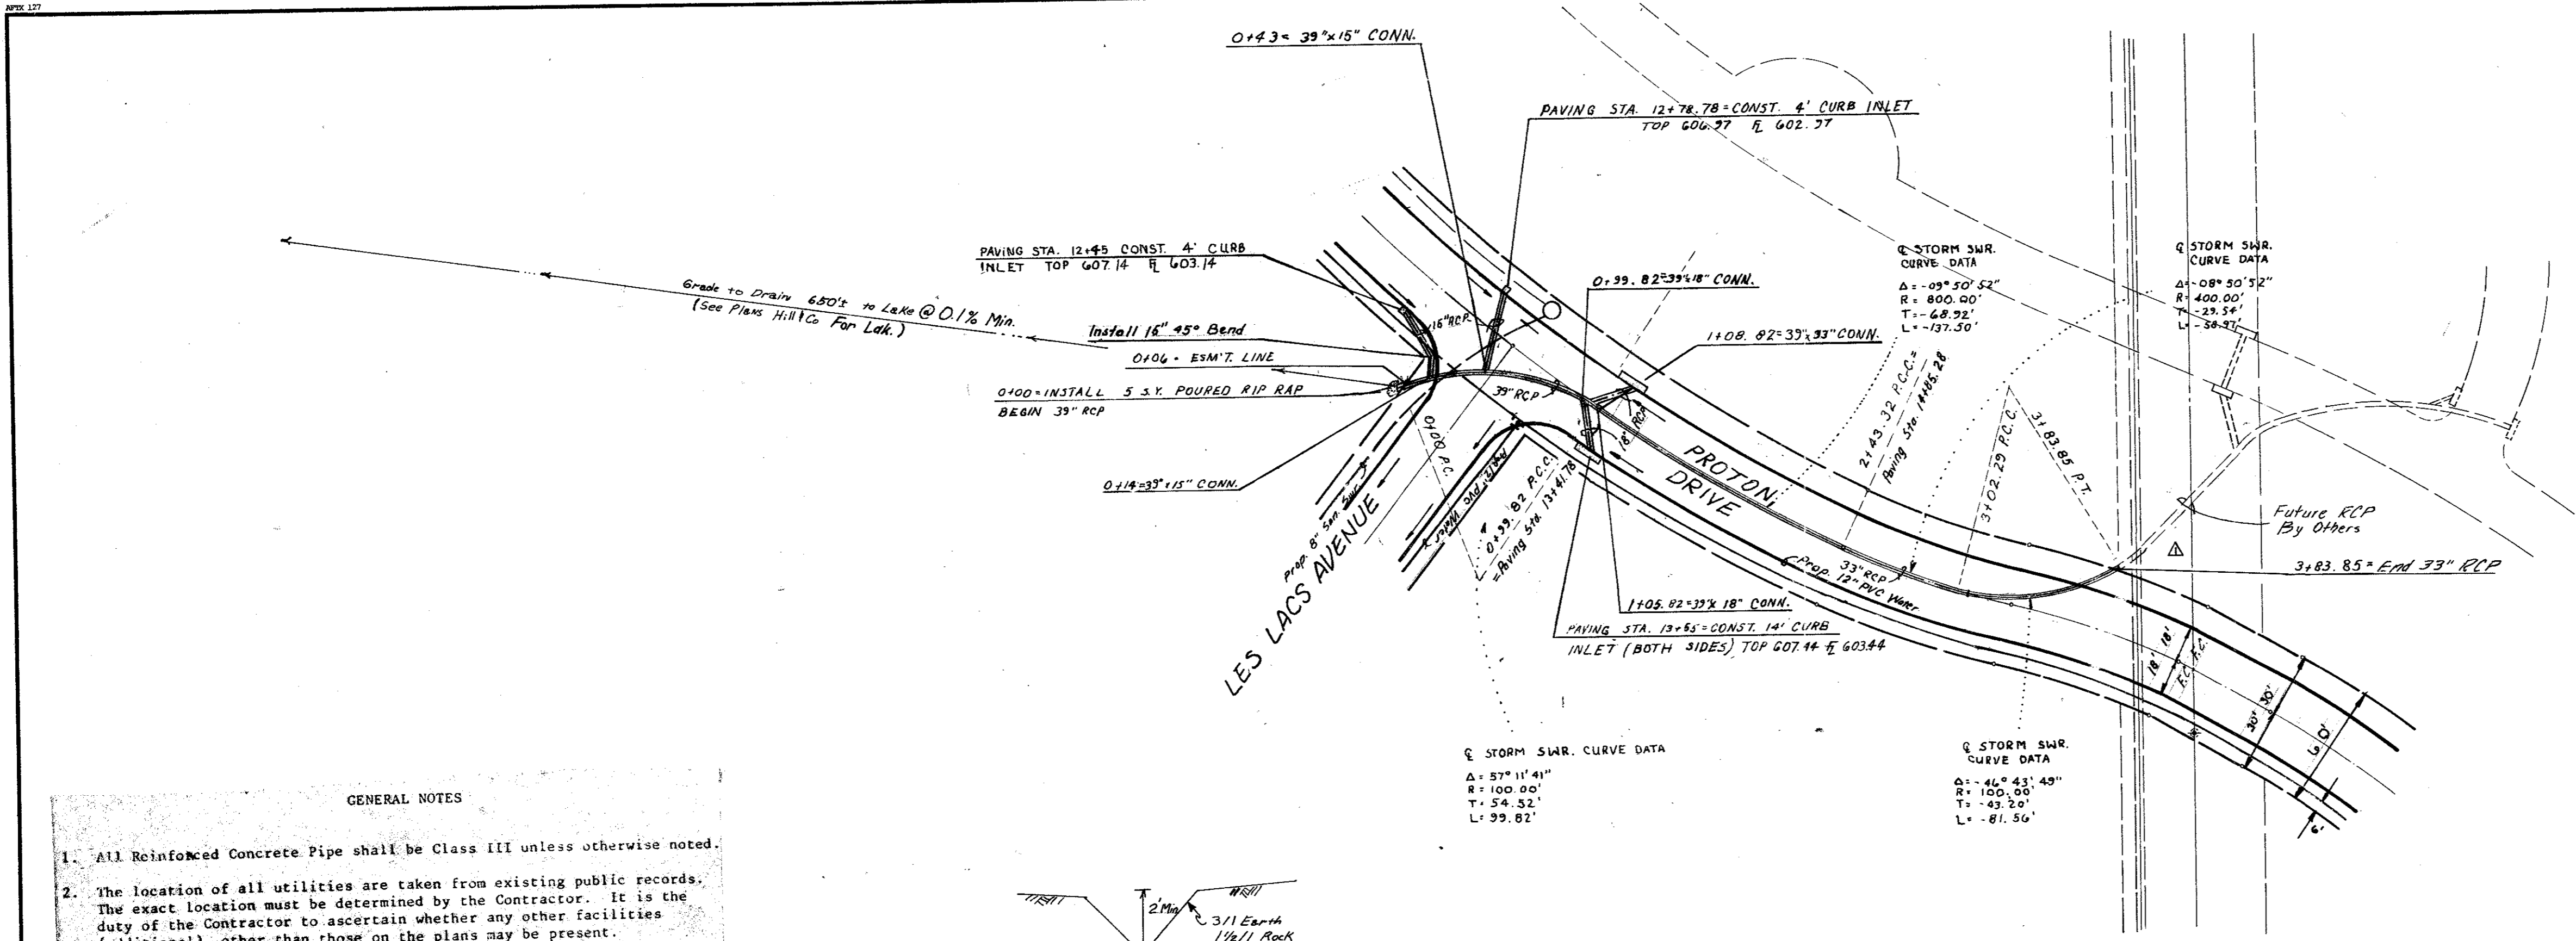 0+43 = 39"x15" CONN.
PAVING STA. 12+78.78 = CONST. 4' CURB INLET
TOP 606.97 FL 602.97
PAVING STA. 12+45 CONST. 4' CURB
INLET TOP 607.14 FL 603.14
Grade to Drain 650'± to Lake @ 0.1% Min.
(See Plans Hill & Co For Lak.)
Install 15" 45° Bend
0+06 = ESM'T. LINE
0+00 = INSTALL 5 S.Y. POURED RIP RAP
BEGIN 39" RCP
0+14=39"x15" CONN.
15"RCP
0+99.82=39"x18" CONN.
1+08.82=39"x33" CONN.
39" RCP
18" RCP
0+00 P.C.
℄ STORM SWR.
CURVE DATA
Δ = -09° 50' 52"
R = 800.00'
T = -68.92'
L = -137.50'
℄ STORM SWR.
CURVE DATA
Δ = -08° 50' 52"
R = 400.00'
T = -29.54'
L = -58.97'
2+43.32 P.C.C. =
Paving Sta. 14+85.28
3+02.29 P.C.C.
3+83.85 P.T.
PROTON
DRIVE
0+99.82 P.C.C.
=Paving Sta. 13+41.78
Prop. 8" San. Swr.
LES LACS AVENUE
PVC Water
33" RCP
Prop. 12" PVC Water
Future RCP
By Others
1
3+83.85 = End 33" RCP
1+05.82=39"x 18" CONN.
PAVING STA. 13+55 = CONST. 14' CURB
INLET (BOTH SIDES) TOP 607.44 FL 603.44
18' 18'
F.C. F.C.
30' 30'
60'
6'
℄ STORM SWR. CURVE DATA
Δ = 57° 11' 41"
R = 100.00'
T = 54.52'
L = 99.82'
℄ STORM SWR.
CURVE DATA
Δ = -46° 43' 49"
R = 100.00'
T = -43.20'
L = -81.56'
GENERAL NOTES
1. All Reinforced Concrete Pipe shall be Class III unless otherwise noted.
2. The location of all utilities are taken from existing public records.
The exact location must be determined by the Contractor. It is the
duty of the Contractor to ascertain whether any other facilities
other than those on the plans may be present.
2' Min
3/1 Earth
1½/1 Rock